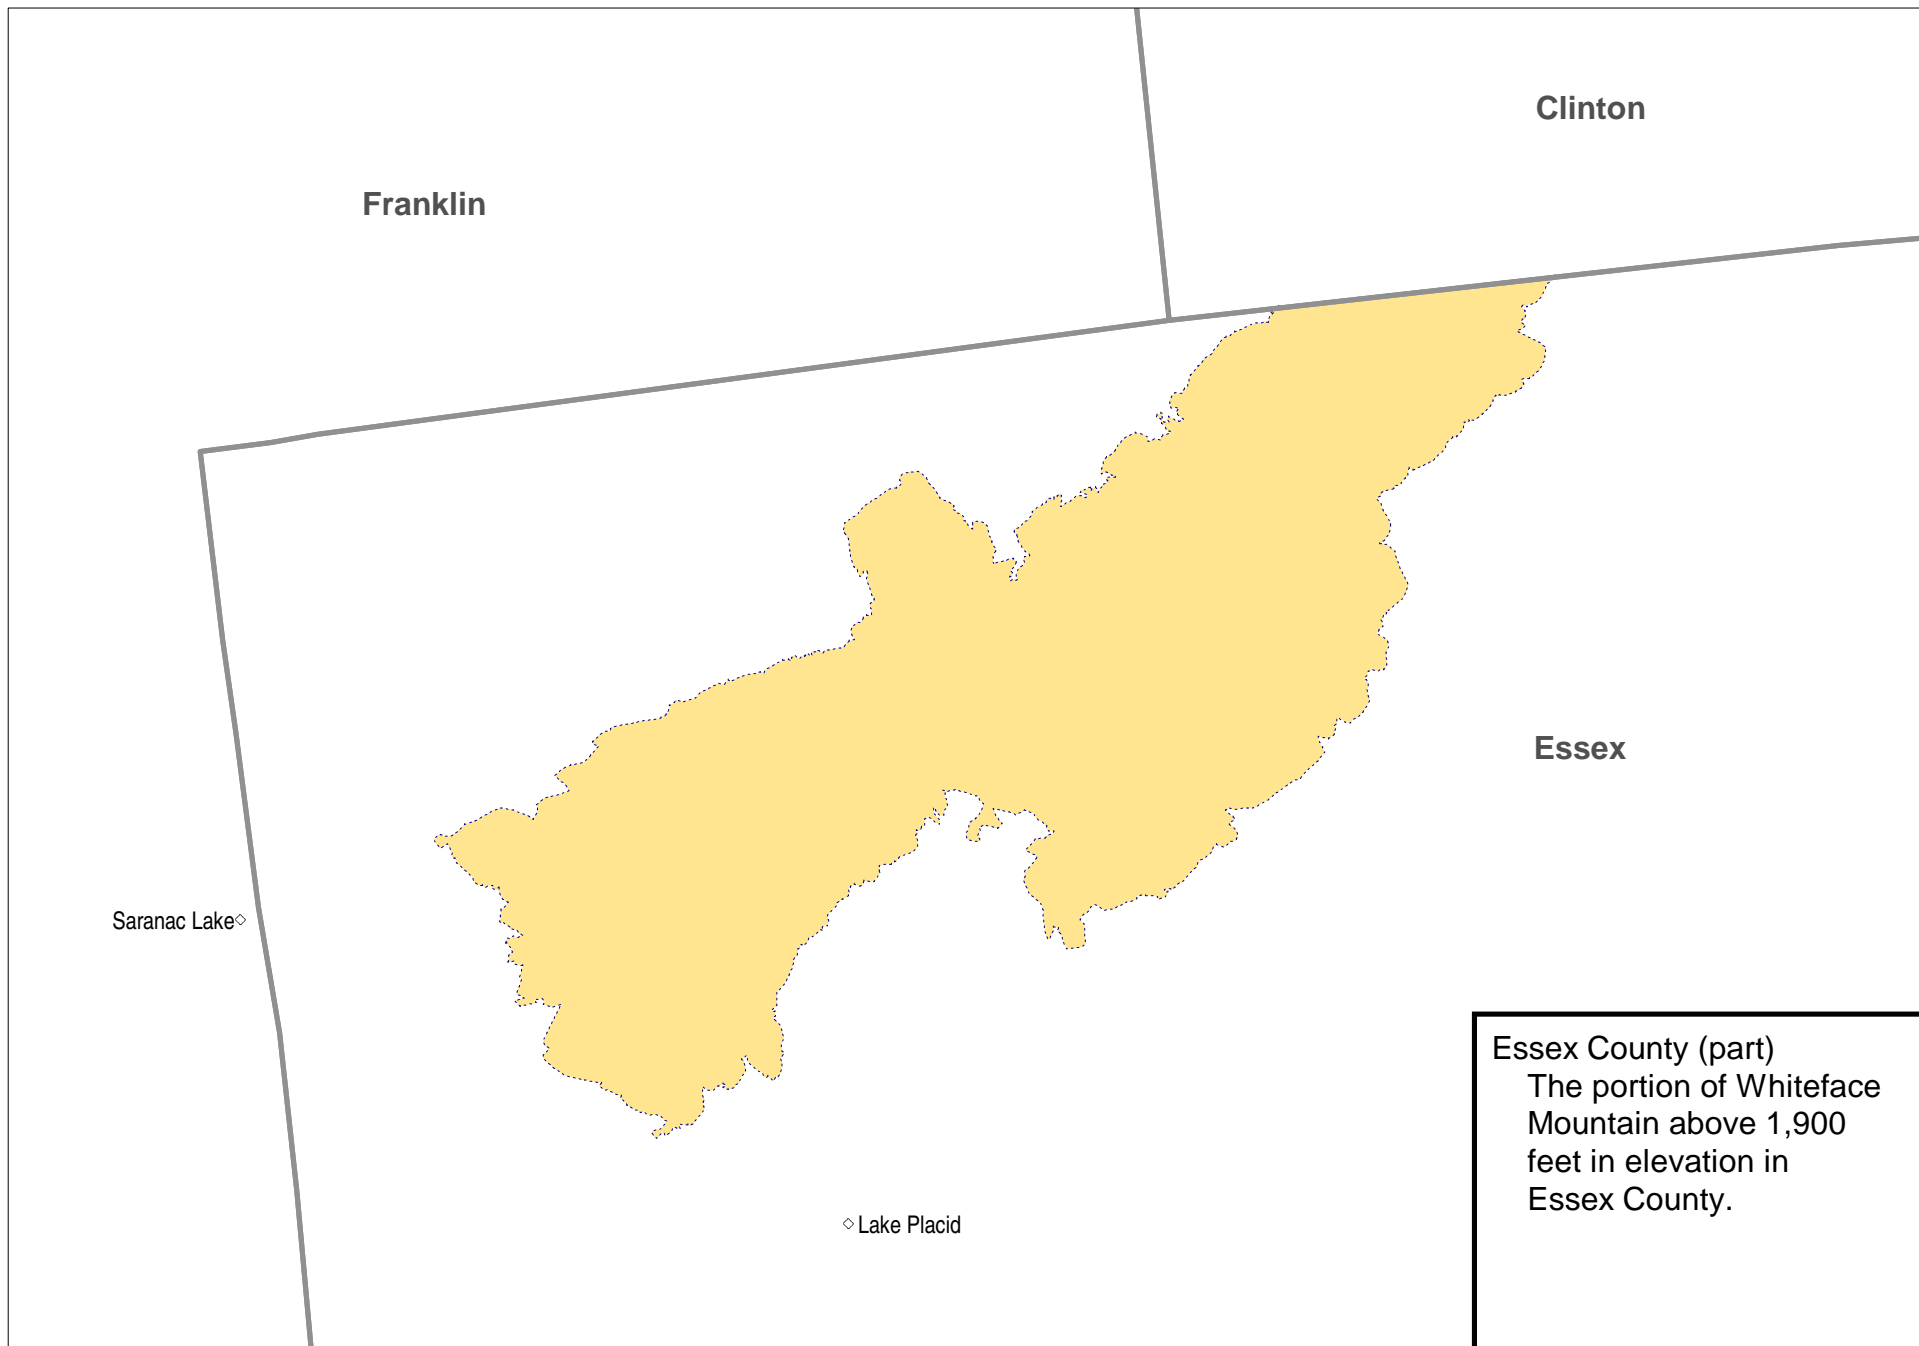 Clinton
Franklin
Essex
Saranac Lake
Lake Placid
Essex County (part)
The portion of Whiteface
Mountain above 1,900
feet in elevation in
Essex County.